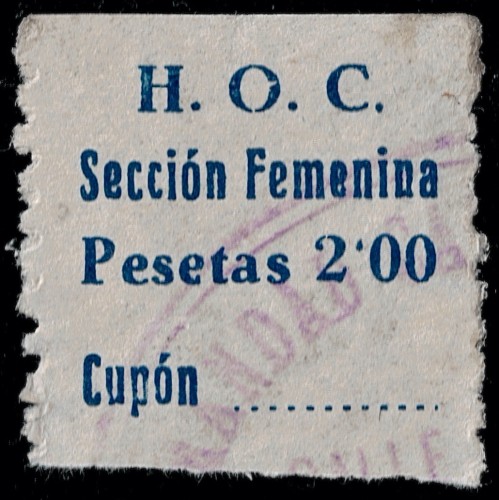 H. O. C.
Sección Femenina
Pesetas 2'00
Cupón ....................